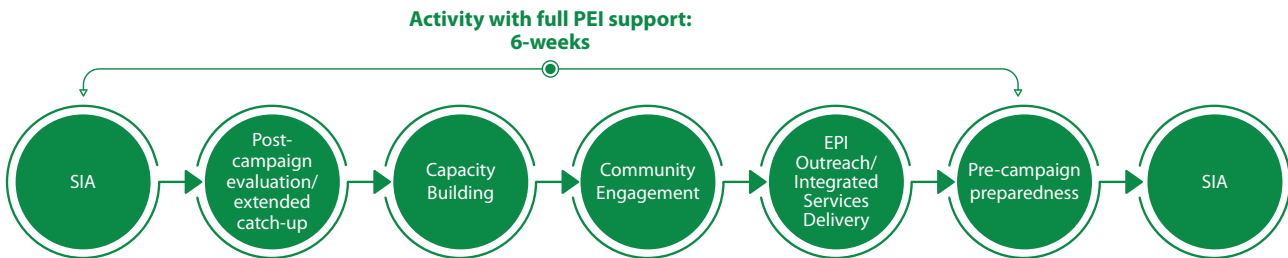 Activity with full PEI support:
6-weeks
SIA
Post-
campaign
evaluation/
extended
catch-up
Capacity
Building
Community
Engagement
EPI
Outreach/
Integrated
Services
Delivery
Pre-campaign
preparedness
SIA